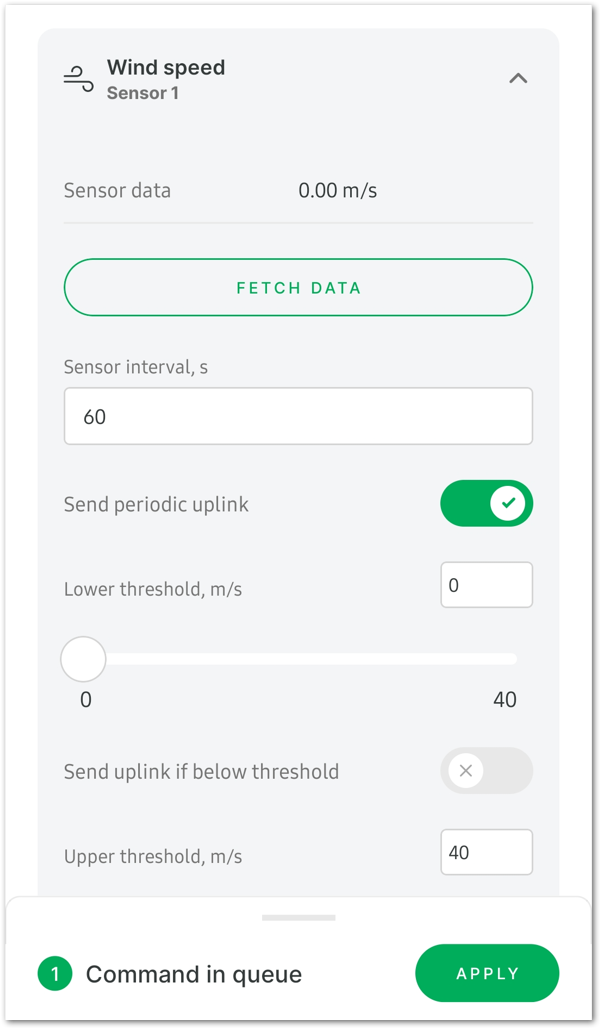 Wind speed
Sensor 1
Sensor data 0.00 m/s
FETCH DATA
Sensor interval, s
60
Send periodic uplink
Lower threshold, m/s 0
0 40
Send uplink if below threshold
Upper threshold, m/s 40
1 Command in queue APPLY